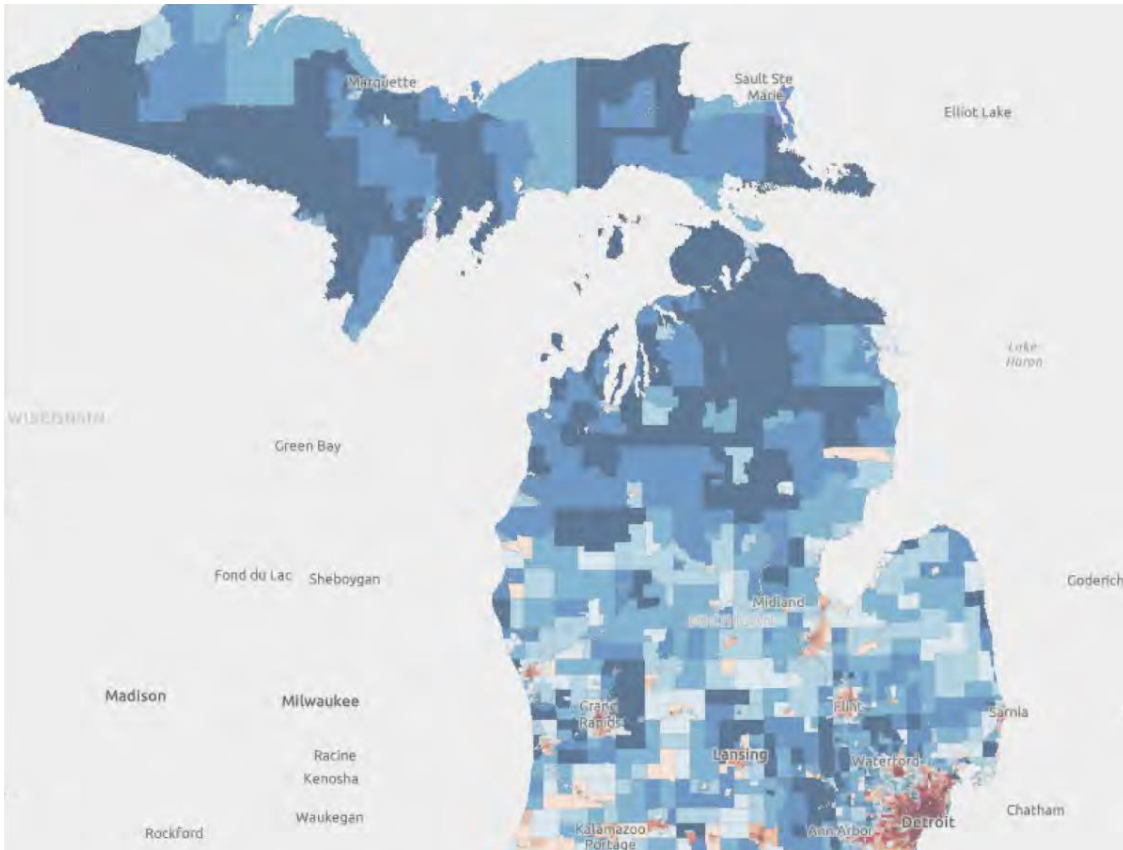 Marquette
Sault Ste
Marie
Elliot Lake
Lake
Huron
WISCONSIN
Green Bay
Fond du Lac
Sheboygan
Goderich
Midland
MICHIGAN
Madison
Milwaukee
Grand
Rapids
Flint
Sarnia
Racine
Lansing
Waterford
Kenosha
Waukegan
Chatham
Rockford
Kalamazoo
Portage
Ann Arbor
Detroit